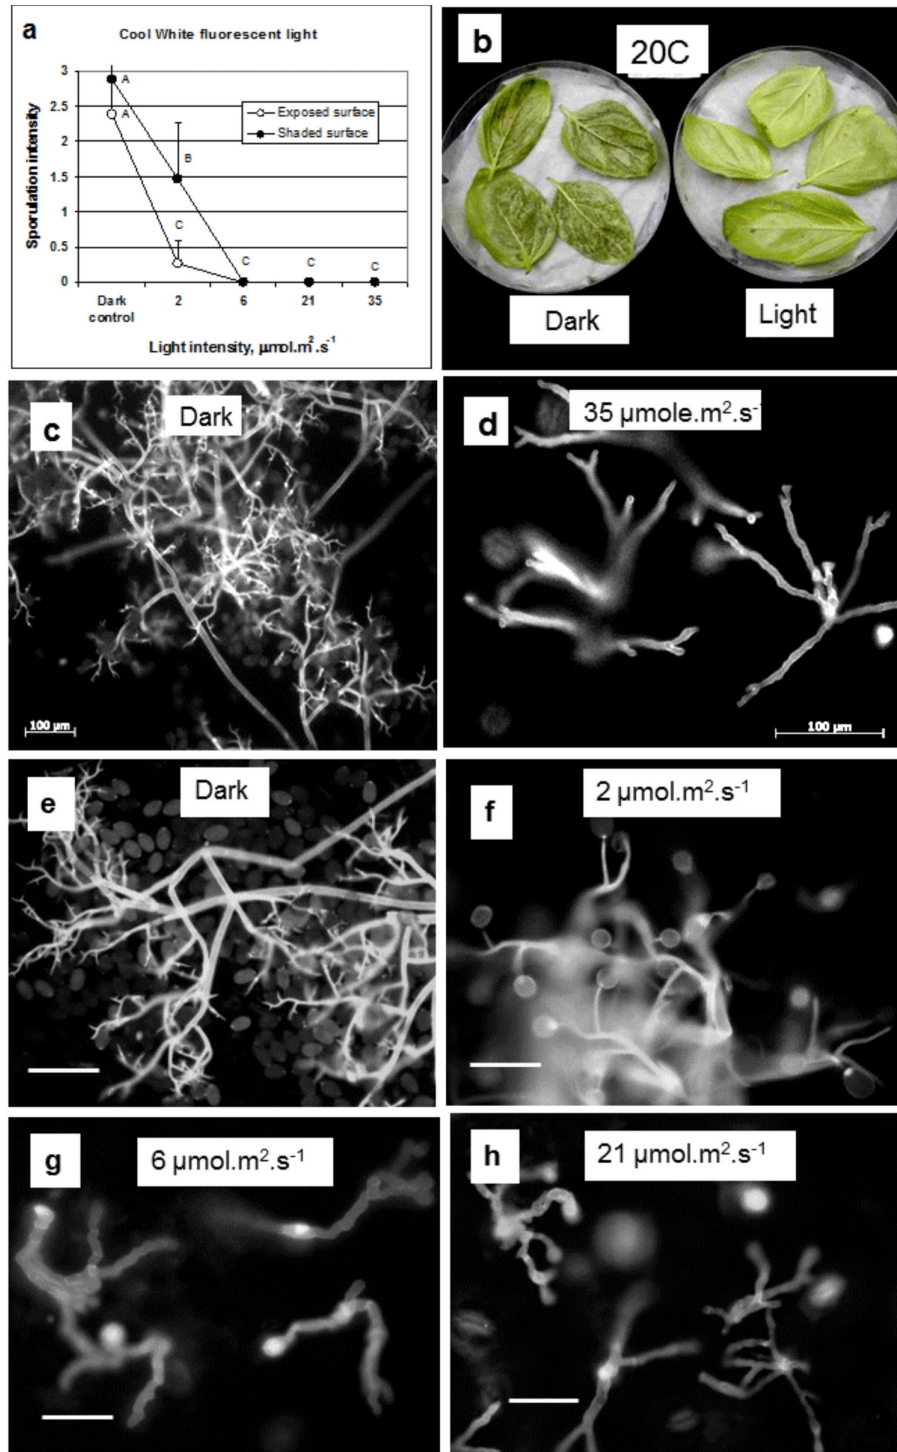 a
Cool White fluorescent light
Sporulation intensity
3
2.5
2
1.5
1
0.5
0
A
A
B
C
C
C
C
Exposed surface
Shaded surface
Dark control
2
6
21
35
Light intensity, µmol.m².s⁻¹
b
20C
Dark
Light
c
Dark
100 µm
d
35 µmole.m².s⁻
100 µm
e
Dark
f
2 µmol.m².s⁻¹
g
6 µmol.m².s⁻¹
h
21 µmol.m².s⁻¹